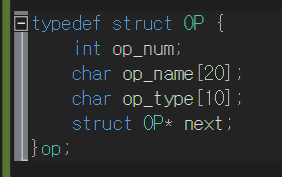 typedef struct OP {
int op_num;
char op_name[20];
char op_type[10];
struct OP* next;
}op;